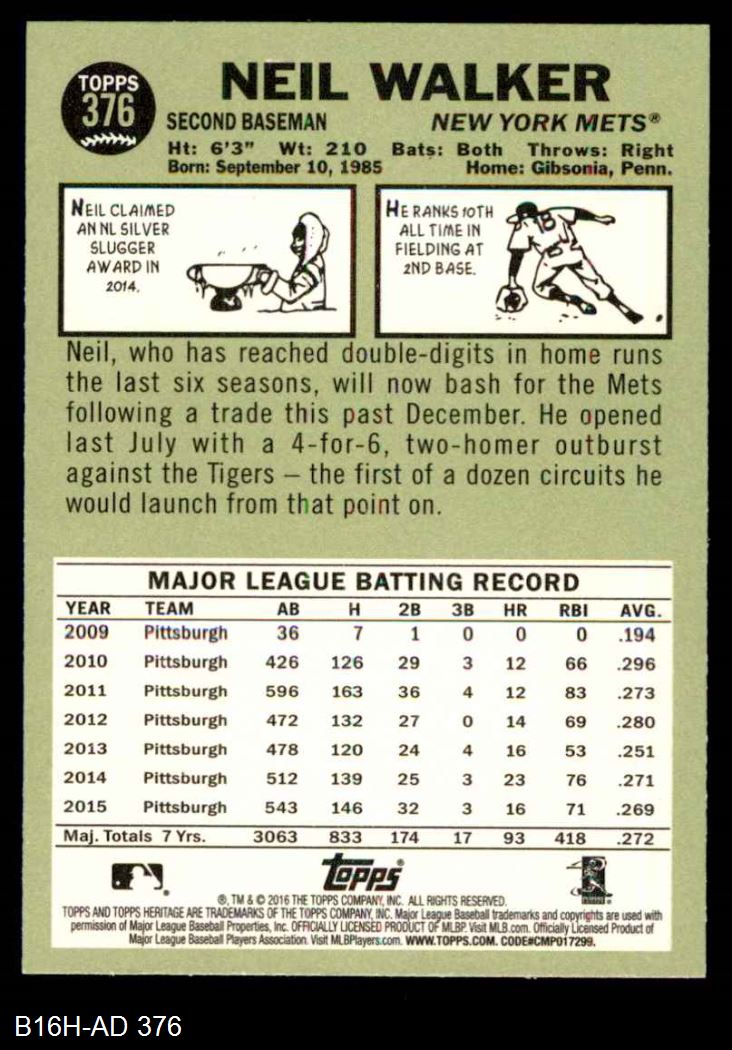 TOPPS
376
NEIL WALKER
SECOND BASEMAN NEW YORK METS®
Ht: 6'3" Wt: 210 Bats: Both Throws: Right
Born: September 10, 1985 Home: Gibsonia, Penn.
NEIL CLAIMED
AN NL SILVER
SLUGGER
AWARD IN
2014.
HE RANKS 10TH
ALL TIME IN
FIELDING AT
2ND BASE.
Neil, who has reached double-digits in home runs
the last six seasons, will now bash for the Mets
following a trade this past December. He opened
last July with a 4-for-6, two-homer outburst
against the Tigers – the first of a dozen circuits he
would launch from that point on.
MAJOR LEAGUE BATTING RECORD
YEAR TEAM AB H 2B 3B HR RBI AVG.
2009 Pittsburgh 36 7 1 0 0 0 .194
2010 Pittsburgh 426 126 29 3 12 66 .296
2011 Pittsburgh 596 163 36 4 12 83 .273
2012 Pittsburgh 472 132 27 0 14 69 .280
2013 Pittsburgh 478 120 24 4 16 53 .251
2014 Pittsburgh 512 139 25 3 23 76 .271
2015 Pittsburgh 543 146 32 3 16 71 .269
Maj. Totals 7 Yrs. 3063 833 174 17 93 418 .272
Topps®
®, TM & © 2016 THE TOPPS COMPANY, INC. ALL RIGHTS RESERVED.
TOPPS AND TOPPS HERITAGE ARE TRADEMARKS OF THE TOPPS COMPANY, INC. Major League Baseball trademarks and copyrights are used with
permission of Major League Baseball Properties, Inc. OFFICIALLY LICENSED PRODUCT OF MLBP. Visit MLB.com. Officially Licensed Product of
Major League Baseball Players Association. Visit MLBPlayers.com. WWW.TOPPS.COM. CODE#CMP017299.
B16H-AD 376